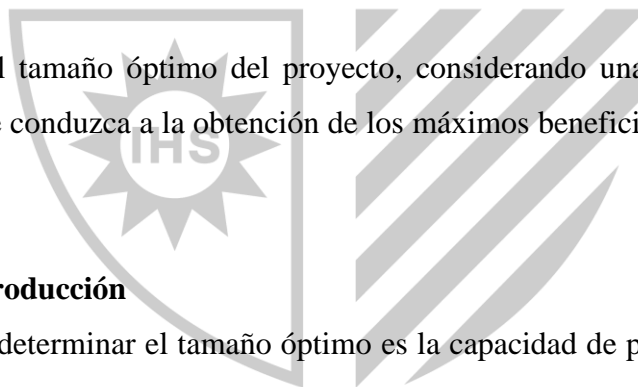 l tamaño óptimo del proyecto, considerando una
conduzca a la obtención de los máximos benefici
IHS
roducción
determinar el tamaño óptimo es la capacidad de p